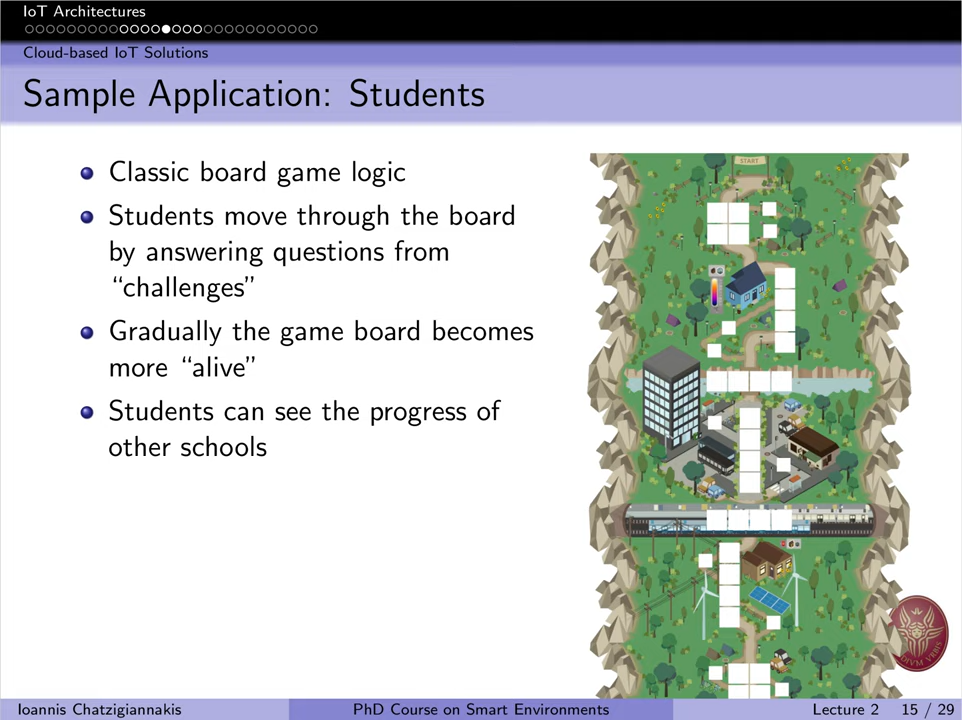 IoT Architectures
Cloud-based IoT Solutions
Sample Application: Students
Classic board game logic
Students move through the board
by answering questions from
“challenges”
Gradually the game board becomes
more “alive”
Students can see the progress of
other schools
START
DIVM VRBIS
Ioannis Chatzigiannakis
PhD Course on Smart Environments
Lecture 2
15 / 29